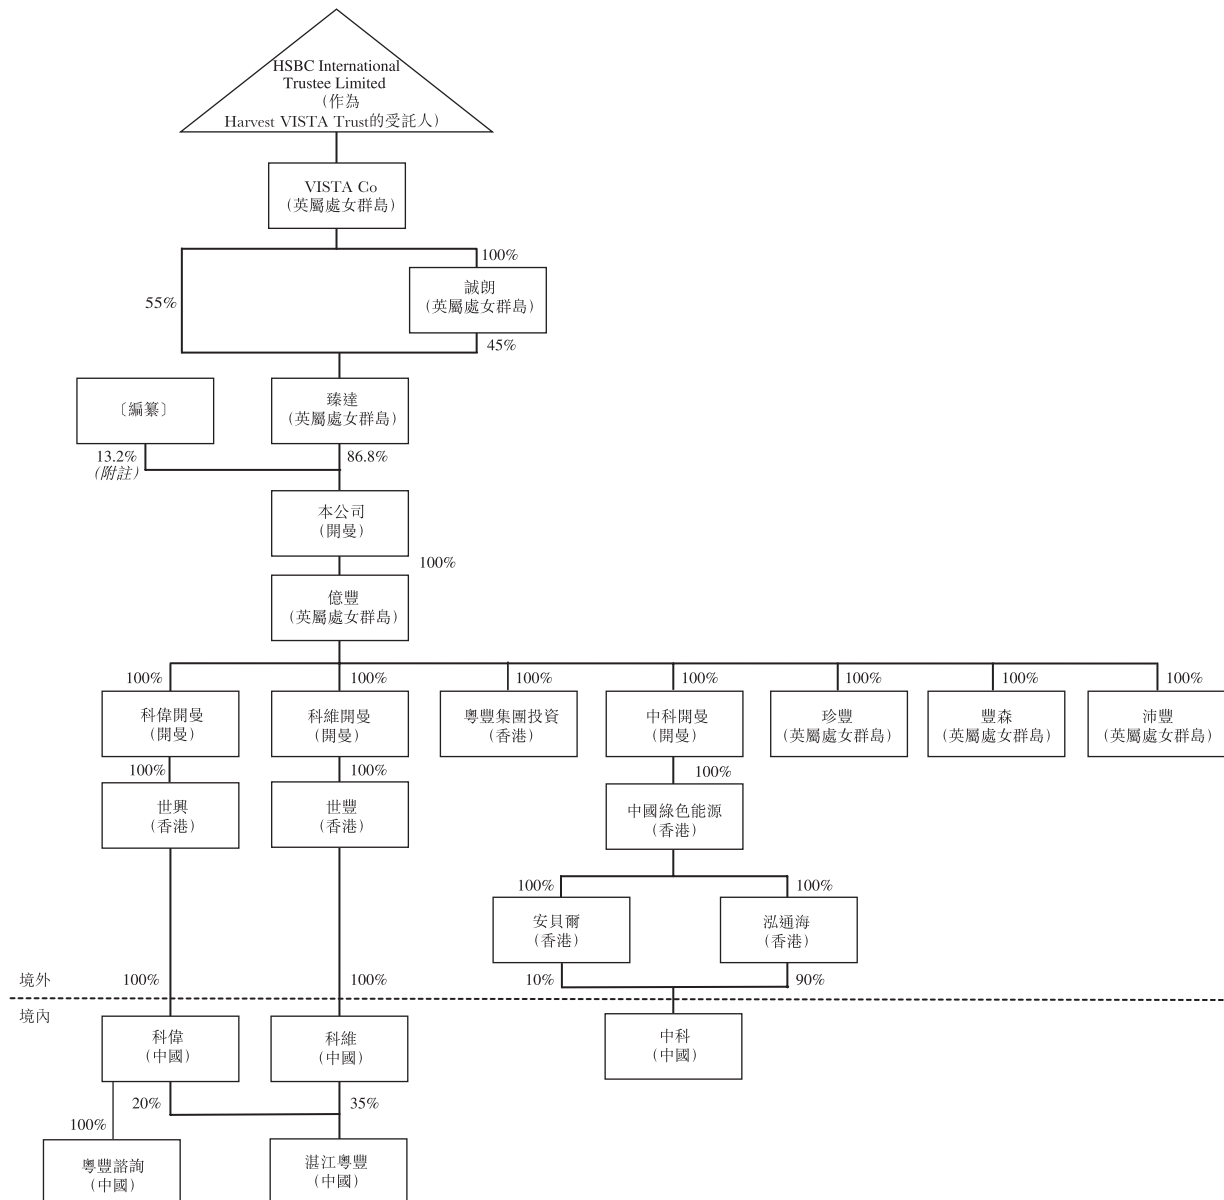 HSBC International
Trustee Limited
（作為
Harvest VISTA Trust的受託人）
VISTA Co
（英屬處女群島）
100%
誠朗
（英屬處女群島）
55%
45%
〔編纂〕
臻達
（英屬處女群島）
13.2%
（附註）
86.8%
本公司
（開曼）
100%
億豐
（英屬處女群島）
100%
100%
100%
100%
100%
100%
100%
科偉開曼
（開曼）
科維開曼
（開曼）
粵豐集團投資
（香港）
中科開曼
（開曼）
珍豐
（英屬處女群島）
豐森
（英屬處女群島）
沛豐
（英屬處女群島）
100%
100%
100%
世興
（香港）
世豐
（香港）
中國綠色能源
（香港）
100%
100%
安貝爾
（香港）
泓通海
（香港）
境外
100%
100%
10%
90%
境內
科偉
（中國）
科維
（中國）
中科
（中國）
20%
35%
100%
粵豐諮詢
（中國）
湛江粵豐
（中國）